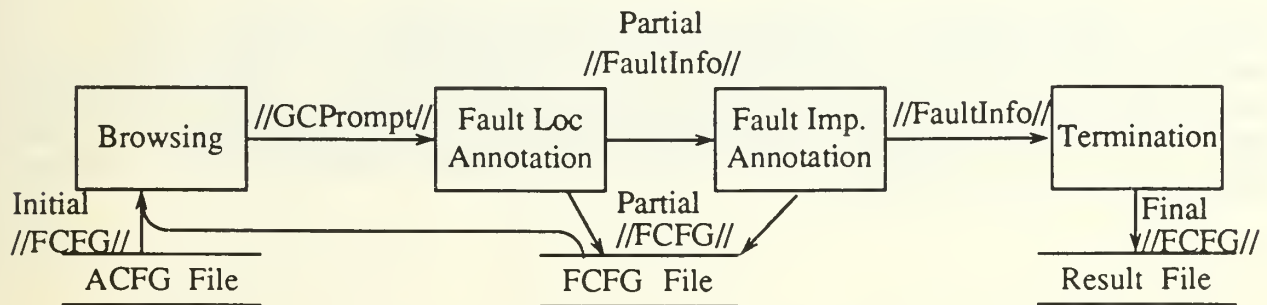 Partial
//FaultInfo//
Browsing
//GCPrompt//
Fault Loc
Annotation
Fault Imp.
Annotation
//FaultInfo//
Termination
Initial
//FCFG//
Partial
//FCFG//
Final
//FCFG//
ACFG File
FCFG File
Result File